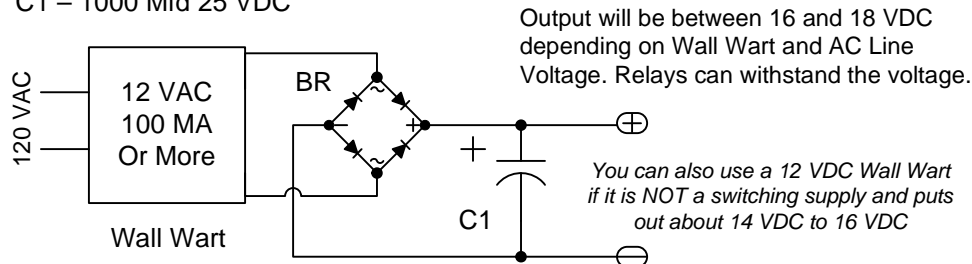 C1 – 1000 Mfd 25 VDC
Output will be between 16 and 18 VDC
depending on Wall Wart and AC Line
Voltage. Relays can withstand the voltage.
120 VAC
12 VAC
100 MA
Or More
Wall Wart
BR
~
–
+
~
+
C1
+
–
You can also use a 12 VDC Wall Wart
if it is NOT a switching supply and puts
out about 14 VDC to 16 VDC